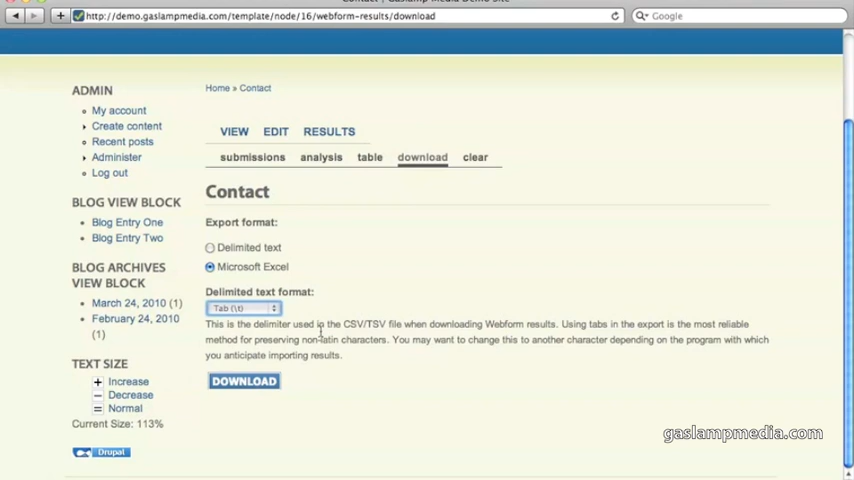 Contact | Gaslamp Media Demo Site
http://demo.gaslampmedia.com/template/node/16/webform-results/download
Google
ADMIN
My account
Create content
Recent posts
Administer
Log out
BLOG VIEW BLOCK
Blog Entry One
Blog Entry Two
BLOG ARCHIVES
VIEW BLOCK
March 24, 2010 (1)
February 24, 2010
(1)
TEXT SIZE
+ Increase
− Decrease
= Normal
Current Size: 113%
Drupal
Home » Contact
VIEW EDIT RESULTS
submissions analysis table download clear
Contact
Export format:
Delimited text
Microsoft Excel
Delimited text format:
Tab (\t)
This is the delimiter used in the CSV/TSV file when downloading Webform results. Using tabs in the export is the most reliable
method for preserving non-latin characters. You may want to change this to another character depending on the program with which
you anticipate importing results.
DOWNLOAD
gaslampmedia.com